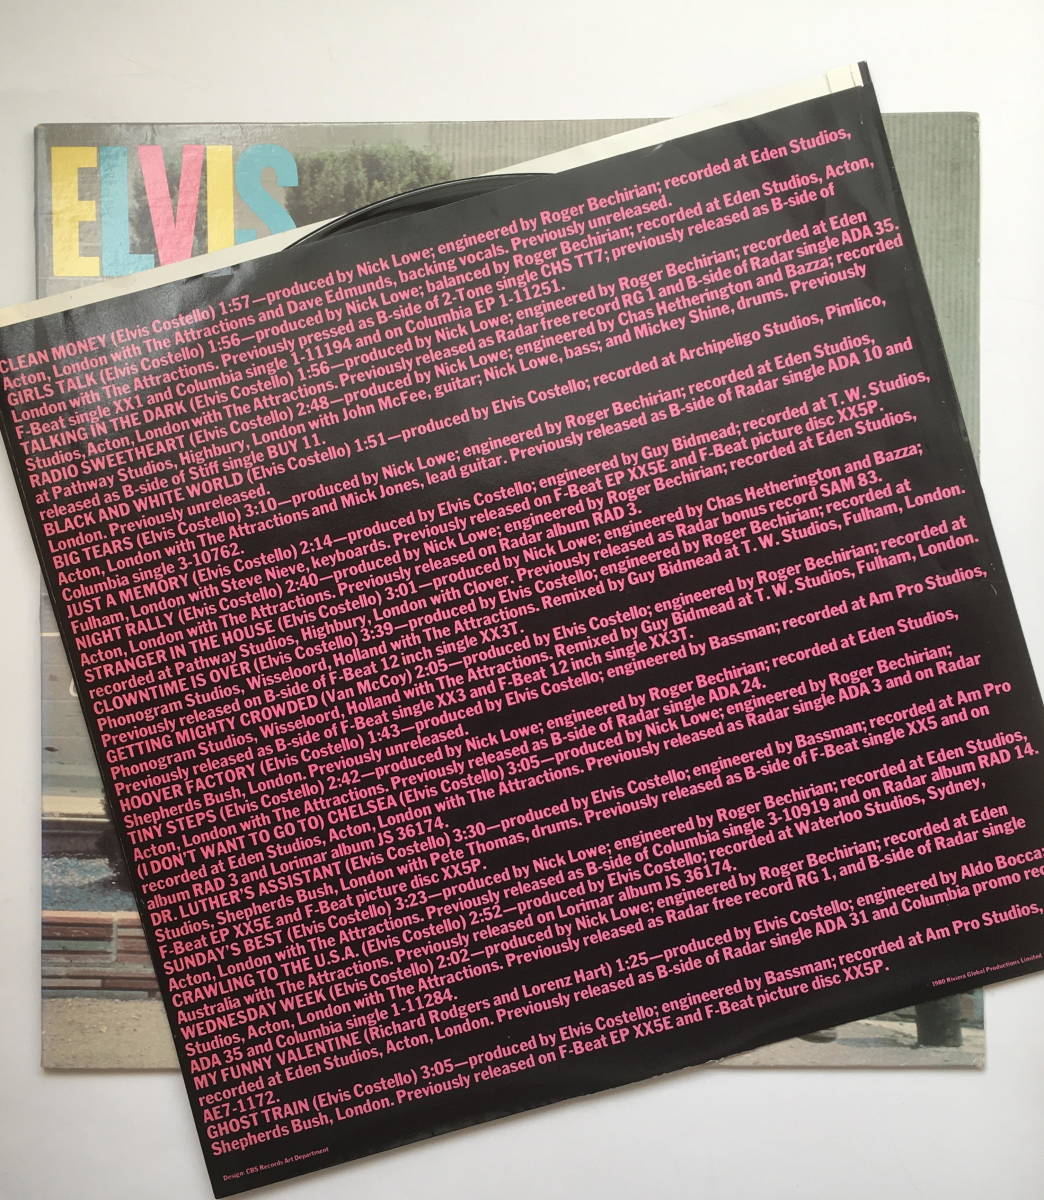 ELVIS
LEAN MONEY (Elvis Costello) 1:57—produced by Nick Lowe; engineered by Roger Bechirian; recorded at Eden Studios,
Acton, London with The Attractions and Dave Edmunds, backing vocals. Previously unreleased.
GIRLS TALK (Elvis Costello) 1:56—produced by Nick Lowe; balanced by Roger Bechirian; recorded at Eden Studios, Acton,
London with The Attractions. Previously pressed as B-side of 2-Tone single CHS TT7; previously released as B-side of
F-Beat single XX1 and Columbia single 1-11194 and on Columbia EP 1-11251.
TALKING IN THE DARK (Elvis Costello) 1:56—produced by Nick Lowe; engineered by Roger Bechirian; recorded at Eden
Studios, Acton, London with The Attractions. Previously released as Radar free record RG 1 and B-side of Radar single ADA 35.
RADIO SWEETHEART (Elvis Costello) 2:48—produced by Nick Lowe; engineered by Chas Hetherington and Bazza; recorded
at Pathway Studios, Highbury, London with John McFee, guitar; Nick Lowe, bass; and Mickey Shine, drums. Previously
released as B-side of Stiff single BUY 11.
BLACK AND WHITE WORLD (Elvis Costello) 1:51—produced by Elvis Costello; recorded at Archipeligo Studios, Pimlico,
London. Previously unreleased.
BIG TEARS (Elvis Costello) 3:10—produced by Nick Lowe; engineered by Roger Bechirian; recorded at Eden Studios,
Acton, London with The Attractions and Mick Jones, lead guitar. Previously released as B-side of Radar single ADA 10 and
Columbia single 3-10762.
JUST A MEMORY (Elvis Costello) 2:14—produced by Elvis Costello; engineered by Guy Bidmead; recorded at T. W. Studios,
Fulham, London with Steve Nieve, keyboards. Previously released on F-Beat EP XX5E and F-Beat picture disc XX5P.
NIGHT RALLY (Elvis Costello) 2:40—produced by Nick Lowe; engineered by Roger Bechirian; recorded at Eden Studios,
Acton, London with The Attractions. Previously released on Radar album RAD 3.
STRANGER IN THE HOUSE (Elvis Costello) 3:01—produced by Nick Lowe; engineered by Chas Hetherington and Bazza;
recorded at Pathway Studios, Highbury, London with Clover. Previously released as Radar bonus record SAM 83.
CLOWNTIME IS OVER (Elvis Costello) 3:39—produced by Elvis Costello; engineered by Roger Bechirian; recorded at
Phonogram Studios, Wisseloord, Holland with The Attractions. Remixed by Guy Bidmead at T. W. Studios, Fulham, London.
Previously released on B-side of F-Beat 12 inch single XX3T.
GETTING MIGHTY CROWDED (Van McCoy) 2:05—produced by Elvis Costello; engineered by Roger Bechirian; recorded at
Phonogram Studios, Wisseloord, Holland with The Attractions, Remixed by Guy Bidmead at T. W. Studios, Fulham, London.
Previously released as B-side of F-Beat single XX3 and F-Beat 12 inch single XX3T.
HOOVER FACTORY (Elvis Costello) 1:43—produced by Elvis Costello; engineered by Bassman; recorded at Am Pro Studios,
Shepherds Bush, London. Previously unreleased.
TINY STEPS (Elvis Costello) 2:42—produced by Nick Lowe; engineered by Roger Bechirian; recorded at Eden Studios,
Acton, London with The Attractions. Previously released as B-side of Radar single ADA 24.
(I DON'T WANT TO GO TO) CHELSEA (Elvis Costello) 3:05—produced by Nick Lowe; engineered by Roger Bechirian;
recorded at Eden Studios, Acton, London with The Attractions. Previously released as Radar single ADA 3 and on Radar
album RAD 3 and Lorimar album JS 36174.
DR. LUTHER'S ASSISTANT (Elvis Costello) 3:30—produced by Elvis Costello; engineered by Bassman; recorded at Am Pro
Studios, Shepherds Bush, London with Pete Thomas, drums. Previously released as B-side of F-Beat single XX5 and on
F-Beat EP XX5E and F-Beat picture disc XX5P.
SUNDAY'S BEST (Elvis Costello) 3:23—produced by Nick Lowe; engineered by Roger Bechirian; recorded at Eden Studios,
Acton, London with The Attractions. Previously released as B-side of Columbia single 3-10919 and on Radar album RAD 14.
CRAWLING TO THE U.S.A. (Elvis Costello) 2:52—produced by Elvis Costello; recorded at Waterloo Studios, Sydney,
Australia with The Attractions. Previously released on Lorimar album JS 36174.
WEDNESDAY WEEK (Elvis Costello) 2:02—produced by Nick Lowe; engineered by Roger Bechirian; recorded at Eden
Studios, Acton, London with The Attractions. Previously released as Radar free record RG 1, and B-side of Radar single
ADA 35 and Columbia single 1-11284.
MY FUNNY VALENTINE (Richard Rodgers and Lorenz Hart) 1:25—produced by Elvis Costello; engineered by Aldo Bocca;
recorded at Eden Studios, Acton, London. Previously released as B-side of Radar single ADA 31 and Columbia promo rec
AE7-1172.
GHOST TRAIN (Elvis Costello) 3:05—produced by Elvis Costello; engineered by Bassman; recorded at Am Pro Studios,
Shepherds Bush, London. Previously released on F-Beat EP XX5E and F-Beat picture disc XX5P.
Design: CBS Records Art Department
1980 Riviera Global Productions Limited